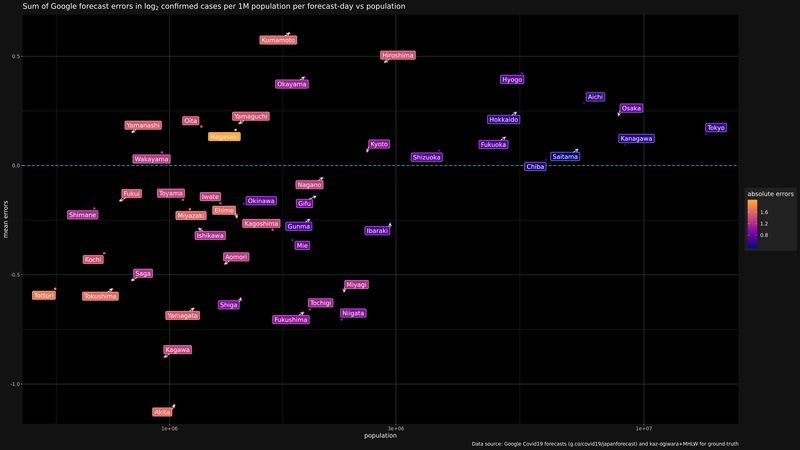 Sum of Google forecast errors in log2 confirmed cases per 1M population per forecast-day vs population
Kumamoto
0.5
Hiroshima
Okayama
Hyogo
Aichi
Osaka
Oita
Yamaguchi
Yamanashi
Hokkaido
Tokyo
Nagasaki
Kyoto
Fukuoka
Kanagawa
Wakayama
Shizuoka
Saitama
0.0
Chiba
Nagano
Fukui
Toyama
Iwate
Okinawa
Gifu
Shimane
Miyazaki
Ehime
Kagoshima
Gunma
Ibaraki
Ishikawa
Mie
Kochi
Aomori
Saga
-0.5
Miyagi
Tottori
Tokushima
Shiga
Tochigi
Yamagata
Fukushima
Niigata
Kagawa
-1.0
Akita
mean errors
absolute errors
1.6
1.2
0.8
1e+06
3e+06
1e+07
population
Data source: Google Covid19 forecasts (g.co/covid19/japanforecast) and kaz-ogiwara+MHLW for ground-truth